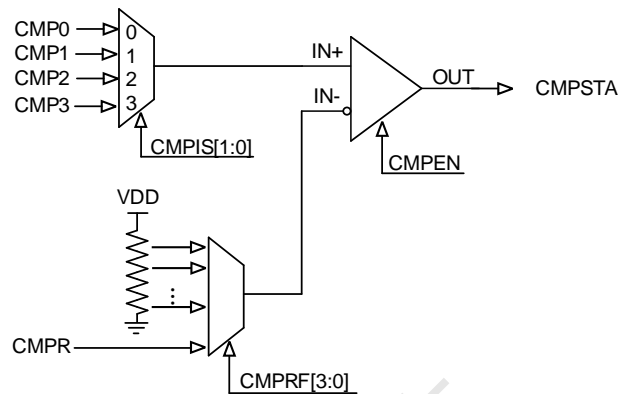 CMP0
CMP1
CMP2
CMP3
0
1
2
3
IN+
IN-
OUT
CMPSTA
CMPIS[1:0]
CMPEN
VDD
CMPR
CMPRF[3:0]